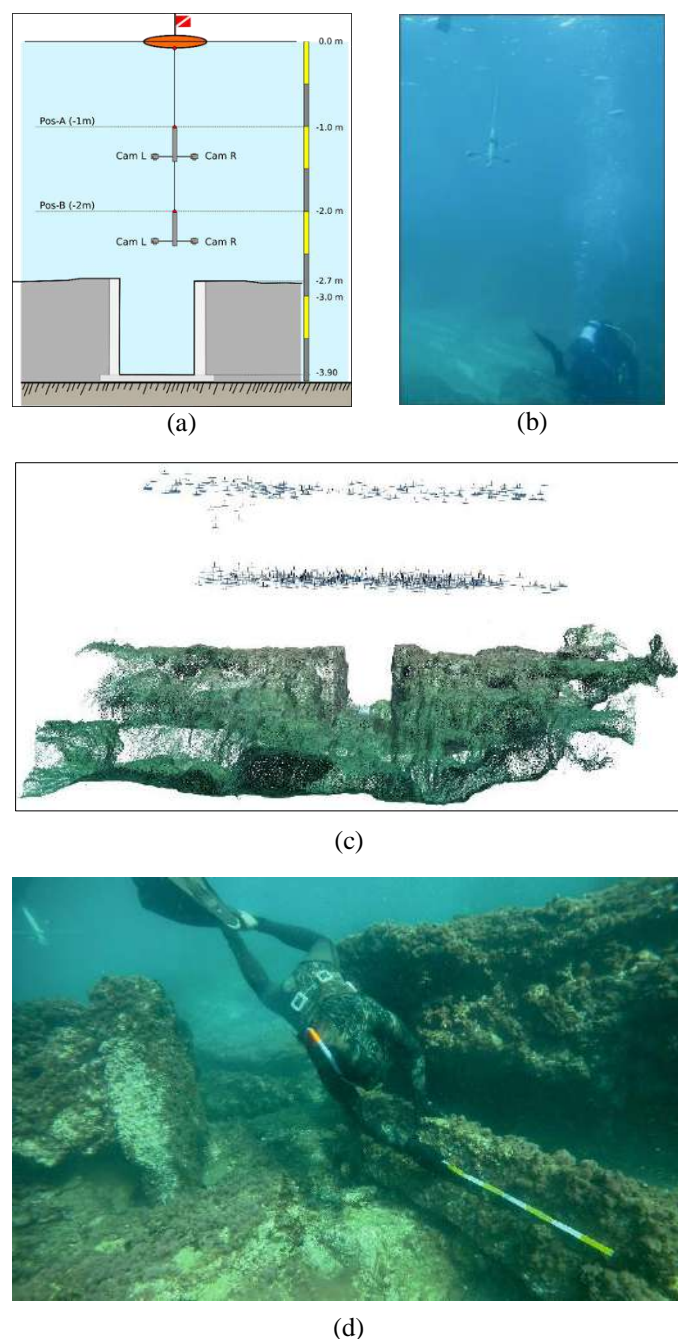 0.0 m
Pos-A (-1m)
-1.0 m
Cam L
Cam R
Pos-B (-2m)
-2.0 m
Cam L
Cam R
-2.7 m
-3.0 m
-3.90
(a)
(b)
(c)
(d)